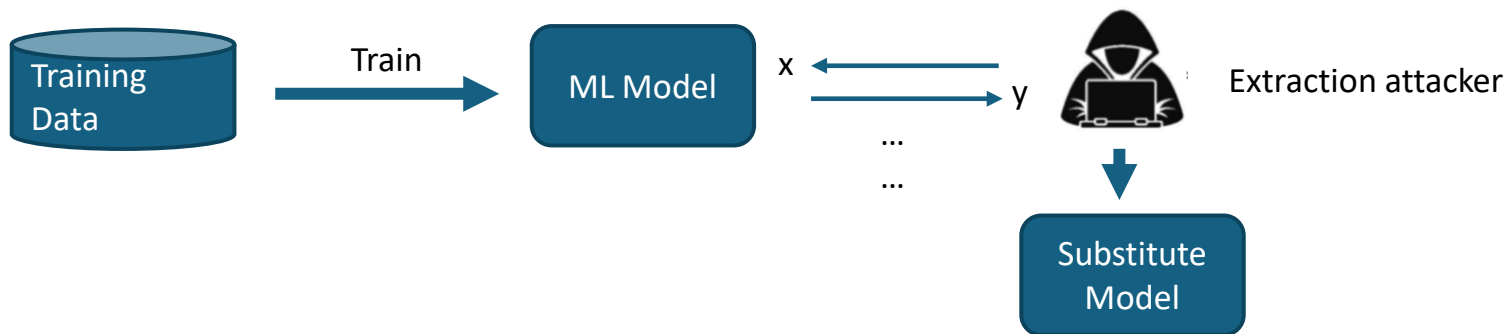 Training
Data
Train
ML Model
x
y
...
...
Extraction attacker
Substitute
Model